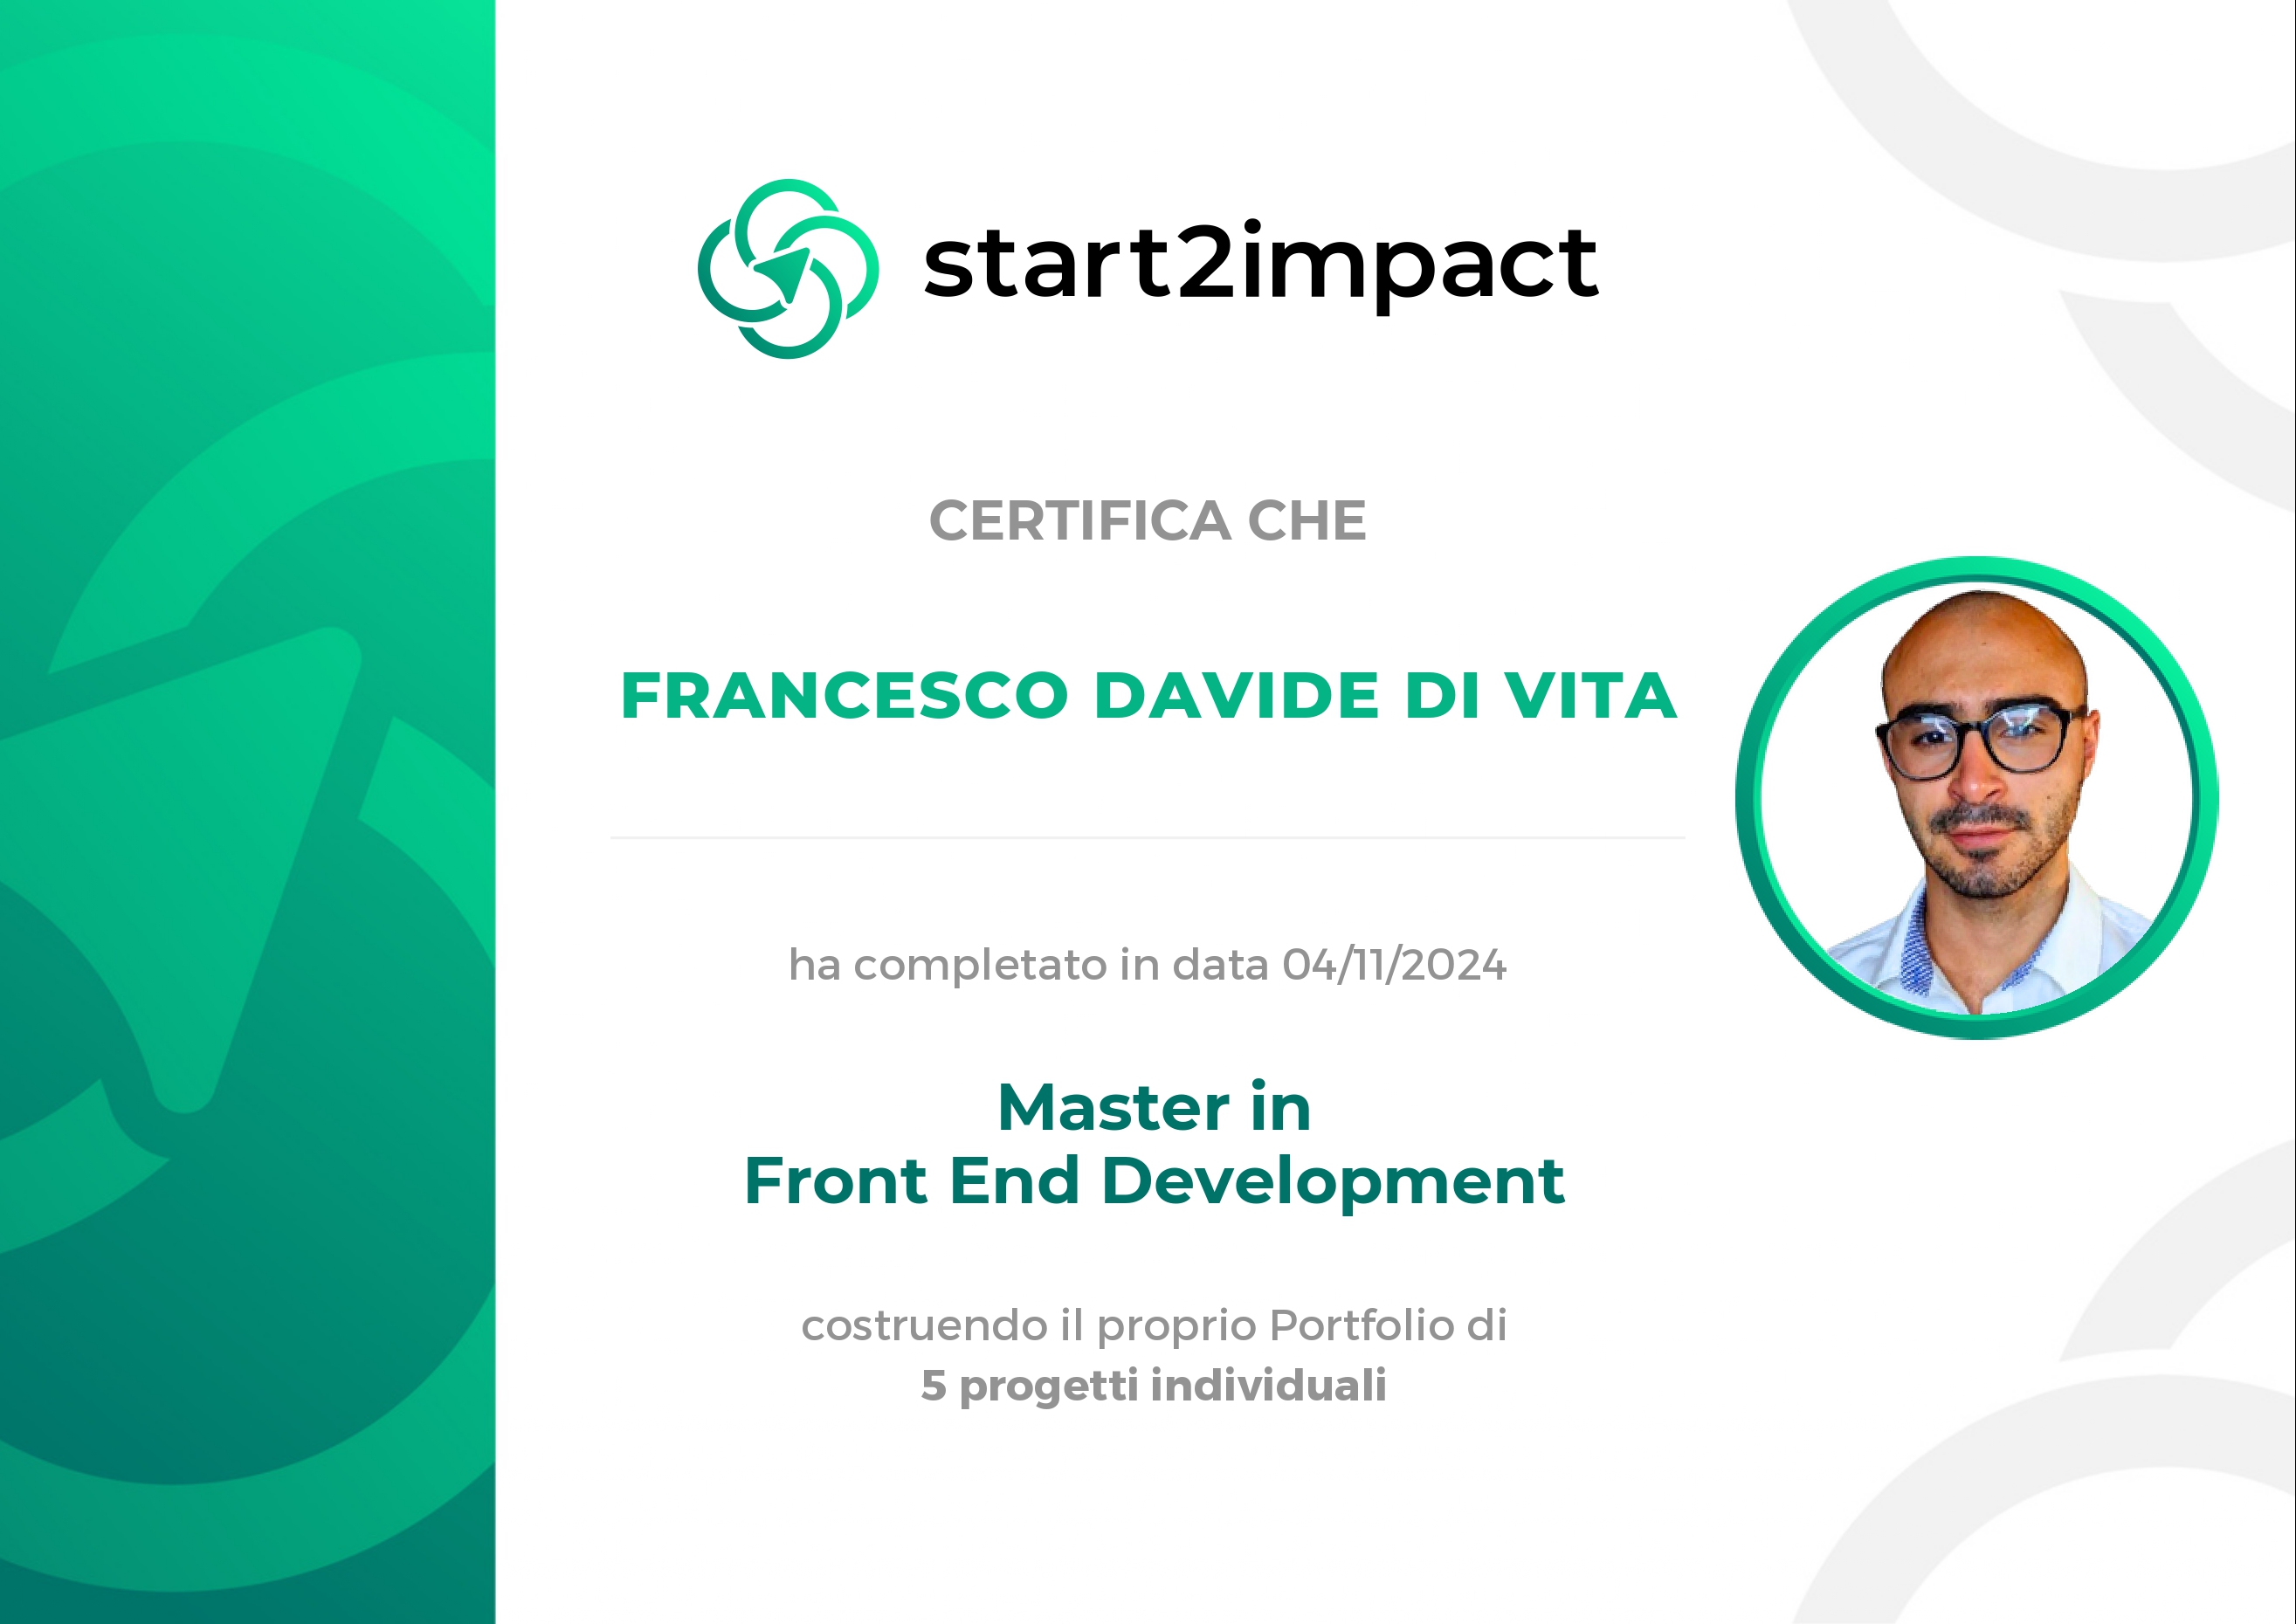 start2impact
CERTIFICA CHE
FRANCESCO DAVIDE DI VITA
ha completato in data 04/11/2024
Master in
Front End Development
costruendo il proprio Portfolio di
5 progetti individuali